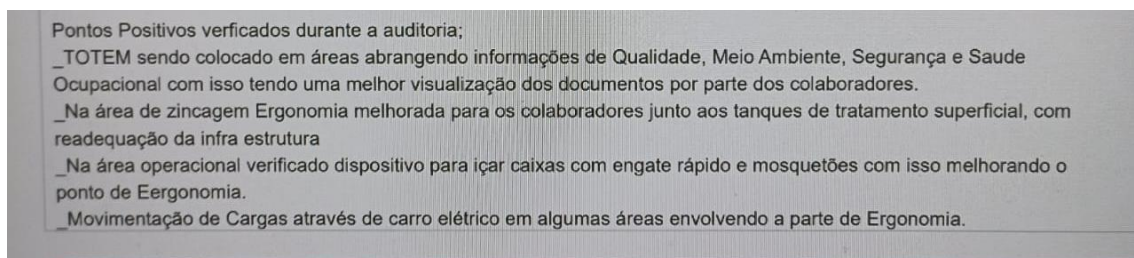 Pontos Positivos verficados durante a auditoria;
_TOTEM sendo colocado em áreas abrangendo informações de Qualidade, Meio Ambiente, Segurança e Saude
Ocupacional com isso tendo uma melhor visualização dos documentos por parte dos colaboradores.
_Na área de zincagem Ergonomia melhorada para os colaboradores junto aos tanques de tratamento superficial, com
readequação da infra estrutura
_Na área operacional verificado dispositivo para içar caixas com engate rápido e mosquetões com isso melhorando o
ponto de Eergonomia.
_Movimentação de Cargas através de carro elétrico em algumas áreas envolvendo a parte de Ergonomia.